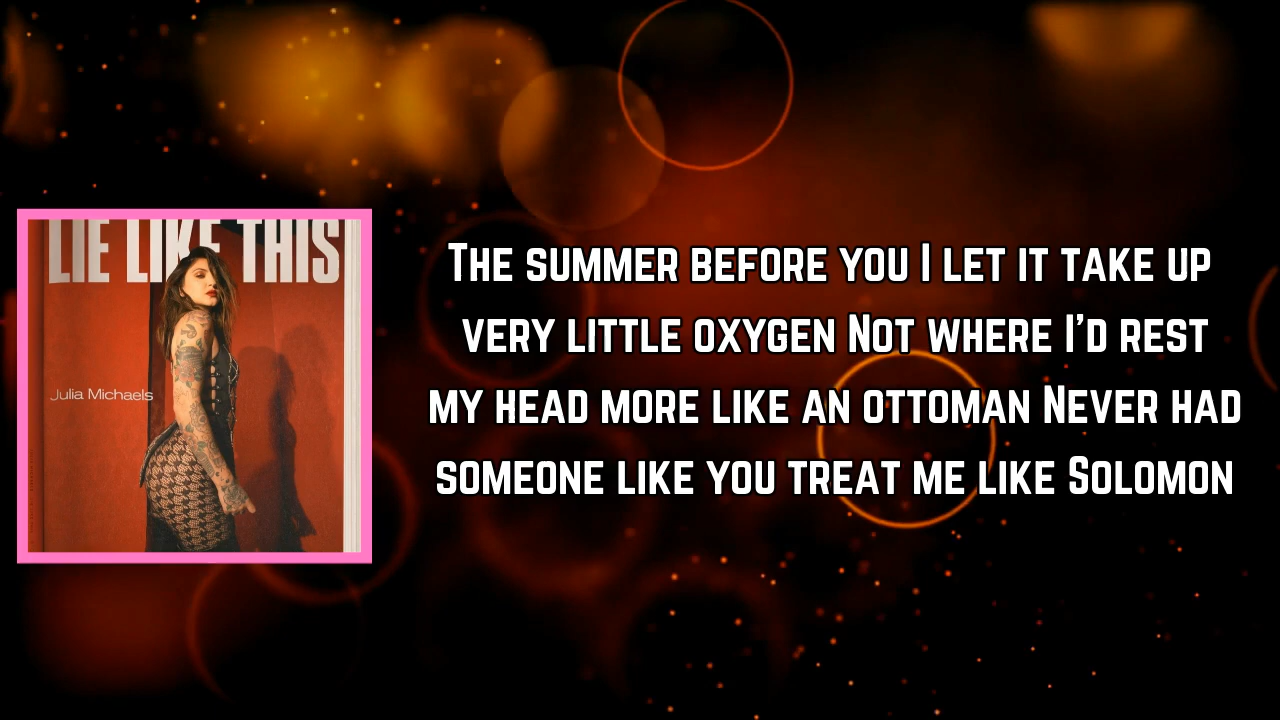 LIE LIKE THIS
Julia Michaels
The summer before you I let it take up
very little oxygen Not where I'd rest
my head more like an ottoman Never had
someone like you treat me like Solomon